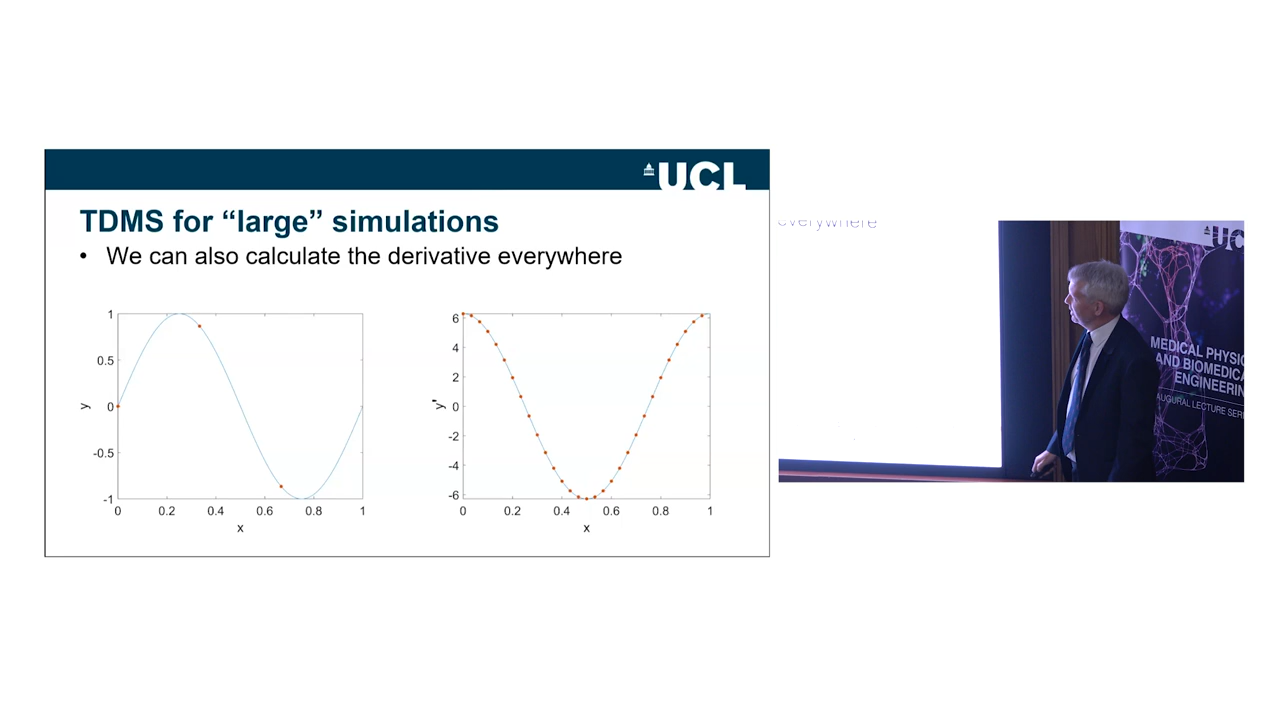 UCL
TDMS for “large” simulations
• We can also calculate the derivative everywhere
1
0.5
0
-0.5
-1
y
0 0.2 0.4 0.6 0.8 1
x
6
4
2
0
-2
-4
-6
y'
0 0.2 0.4 0.6 0.8 1
x
everywhere
UC
MEDICAL PHYSIC
AND BIOMEDICA
ENGINEERIN
AUGURAL LECTURE SERI